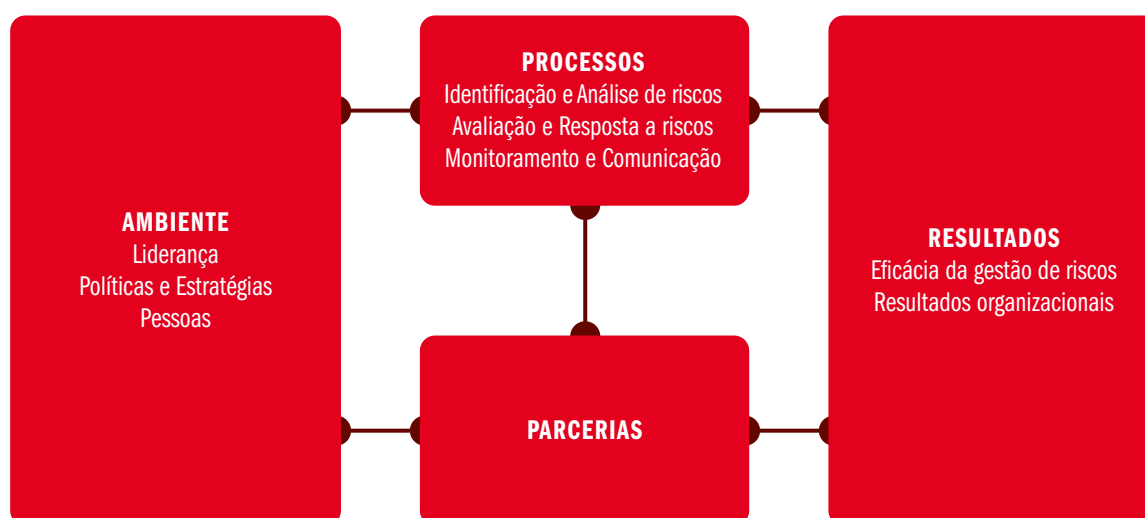 AMBIENTE
Liderança
Políticas e Estratégias
Pessoas
PROCESSOS
Identificação e Análise de riscos
Avaliação e Resposta a riscos
Monitoramento e Comunicação
PARCERIAS
RESULTADOS
Eficácia da gestão de riscos
Resultados organizacionais